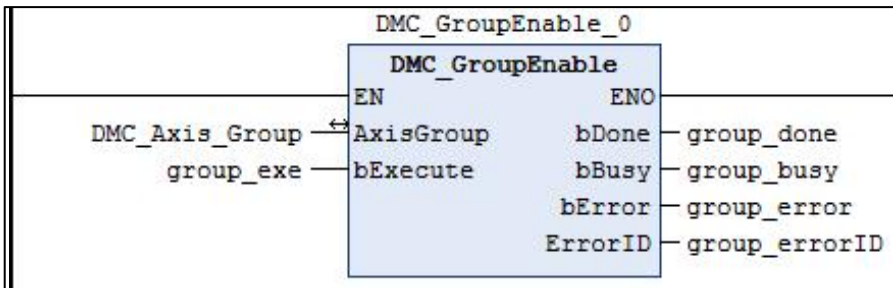 DMC_GroupEnable_0
DMC_GroupEnable
EN ENO
DMC_Axis_Group AxisGroup bDone group_done
group_exe bExecute bBusy group_busy
bError group_error
ErrorID group_errorID